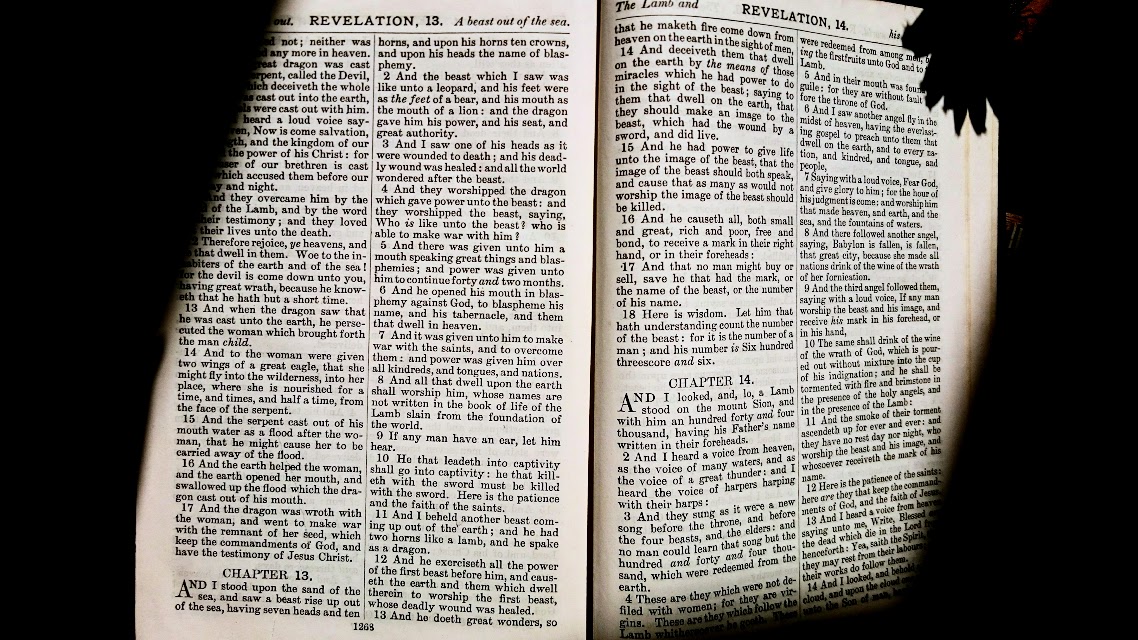 out. REVELATION, 13. A beast out of the sea.
not; neither was
any more in heaven.
great dragon was cast
serpent, called the Devil,
which deceiveth the whole
was cast out into the earth,
were cast out with him.
heard a loud voice say-
Now is come salvation,
and the kingdom of our
the power of his Christ: for
of our brethren is cast
which accused them before our
and night.
and they overcame him by the
of the Lamb, and by the word
their testimony; and they loved
their lives unto the death.
Therefore rejoice, ye heavens, and
that dwell in them. Woe to the in-
habiters of the earth and of the sea!
for the devil is come down unto you,
having great wrath, because he know-
eth that he hath but a short time.
13 And when the dragon saw that
he was cast unto the earth, he perse-
cuted the woman which brought forth
the man child.
14 And to the woman were given
two wings of a great eagle, that she
might fly into the wilderness, into her
place, where she is nourished for a
time, and times, and half a time, from
the face of the serpent.
15 And the serpent cast out of his
mouth water as a flood after the wo-
man, that he might cause her to be
carried away of the flood.
16 And the earth helped the woman,
and the earth opened her mouth, and
swallowed up the flood which the dra-
gon cast out of his mouth.
17 And the dragon was wroth with
the woman, and went to make war
with the remnant of her seed, which
keep the commandments of God, and
have the testimony of Jesus Christ.
CHAPTER 13.
AND I stood upon the sand of the
sea, and saw a beast rise up out
of the sea, having seven heads and ten
horns, and upon his horns ten crowns,
and upon his heads the name of blas-
phemy.
2 And the beast which I saw was
like unto a leopard, and his feet were
as the feet of a bear, and his mouth as
the mouth of a lion: and the dragon
gave him his power, and his seat, and
great authority.
3 And I saw one of his heads as it
were wounded to death; and his dead-
ly wound was healed: and all the world
wondered after the beast.
4 And they worshipped the dragon
which gave power unto the beast: and
they worshipped the beast, saying,
Who is like unto the beast? who is
able to make war with him?
5 And there was given unto him a
mouth speaking great things and blas-
phemies; and power was given unto
him to continue forty and two months.
6 And he opened his mouth in blas-
phemy against God, to blaspheme his
name, and his tabernacle, and them
that dwell in heaven.
7 And it was given unto him to make
war with the saints, and to overcome
them: and power was given him over
all kindreds, and tongues, and nations.
8 And all that dwell upon the earth
shall worship him, whose names are
not written in the book of life of the
Lamb slain from the foundation of
the world.
9 If any man have an ear, let him
hear.
10 He that leadeth into captivity
shall go into captivity: he that kill-
eth with the sword must be killed
with the sword. Here is the patience
and the faith of the saints.
11 And I beheld another beast com-
ing up out of the earth; and he had
two horns like a lamb, and he spake
as a dragon.
12 And he exerciseth all the power
of the first beast before him, and caus-
eth the earth and them which dwell
therein to worship the first beast,
whose deadly wound was healed.
13 And he doeth great wonders, so
1268
The Lamb and REVELATION, 14. his
that he maketh fire come down from
heaven on the earth in the sight of men,
14 And deceiveth them that dwell
on the earth by the means of those
miracles which he had power to do
in the sight of the beast; saying to
them that dwell on the earth, that
they should make an image to the
beast, which had the wound by a
sword, and did live.
15 And he had power to give life
unto the image of the beast, that the
image of the beast should both speak,
and cause that as many as would not
worship the image of the beast should
be killed.
16 And he causeth all, both small
and great, rich and poor, free and
bond, to receive a mark in their right
hand, or in their foreheads:
17 And that no man might buy or
sell, save he that had the mark, or
the name of the beast, or the number
of his name.
18 Here is wisdom. Let him that
hath understanding count the number
of the beast: for it is the number of a
man; and his number is Six hundred
threescore and six.
CHAPTER 14.
AND I looked, and, lo, a Lamb
stood on the mount Sion, and
with him an hundred forty and four
thousand, having his Father's name
written in their foreheads.
2 And I heard a voice from heaven,
as the voice of many waters, and as
the voice of a great thunder: and I
heard the voice of harpers harping
with their harps:
3 And they sung as it were a new
song before the throne, and before
the four beasts, and the elders: and
no man could learn that song but the
hundred and forty and four thou-
sand, which were redeemed from the
earth.
4 These are they which were not de-
filed with women; for they are vir-
gins. These are they which follow the
Lamb whithersoever he goeth. These
were redeemed from among men,
ing the firstfruits unto God and to
Lamb.
5 And in their mouth was found
guile: for they are without fault
fore the throne of God.
6 And I saw another angel fly in the
midst of heaven, having the everlast-
ing gospel to preach unto them that
dwell on the earth, and to every na-
tion, and kindred, and tongue, and
people,
7 Saying with a loud voice, Fear God,
and give glory to him; for the hour of
his judgment is come: and worship him
that made heaven, and earth, and the
sea, and the fountains of waters.
8 And there followed another angel,
saying, Babylon is fallen, is fallen,
that great city, because she made all
nations drink of the wine of the wrath
of her fornication.
9 And the third angel followed them,
saying with a loud voice, If any man
worship the beast and his image, and
receive his mark in his forehead, or
in his hand,
10 The same shall drink of the wine
of the wrath of God, which is pour-
ed out without mixture into the cup
of his indignation; and he shall be
tormented with fire and brimstone in
the presence of the holy angels, and
in the presence of the Lamb:
11 And the smoke of their torment
ascendeth up for ever and ever: and
they have no rest day nor night, who
worship the beast and his image, and
whosoever receiveth the mark of his
name.
12 Here is the patience of the saints:
here are they that keep the command-
ments of God, and the faith of Jesus.
13 And I heard a voice from heaven
saying unto me, Write, Blessed
the dead which die in the Lord
henceforth: Yea, saith the Spirit,
they may rest from their labours;
their works do follow them.
14 And I looked, and behold
cloud, and upon the cloud
unto the Son of man,